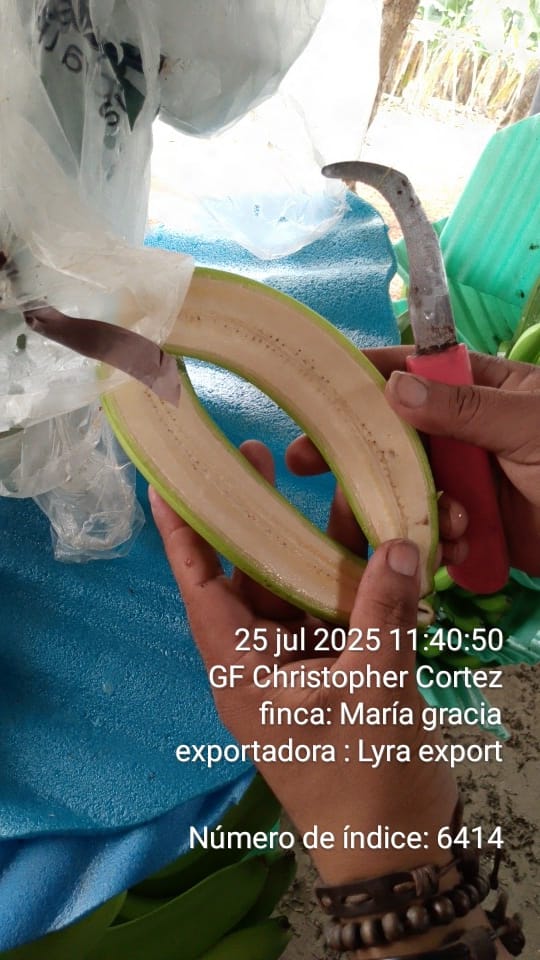 25 jul 2025 11:40:50
GF Christopher Cortez
finca: María gracia
exportadora : Lyra export
Número de índice: 6414